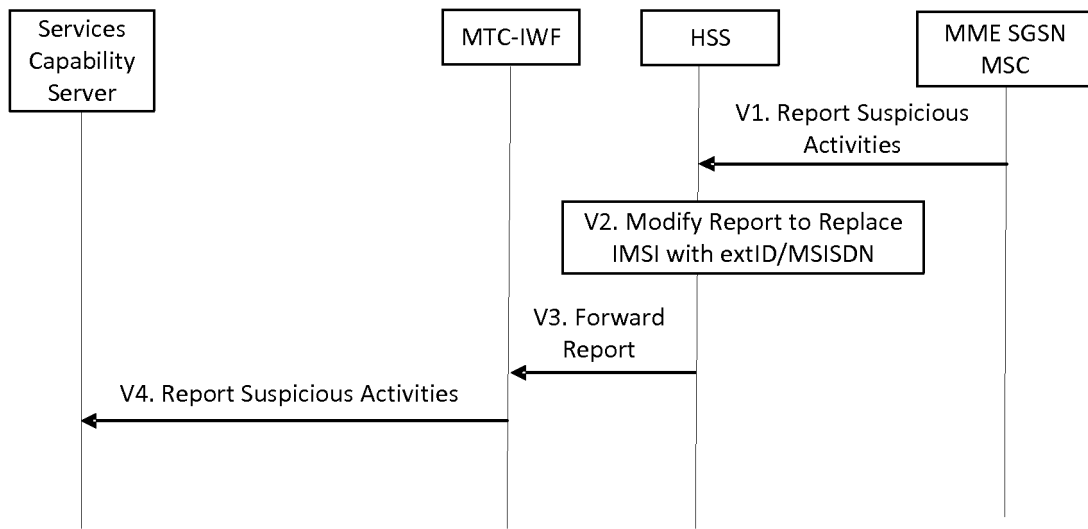 Services
Capability
Server
MTC-IWF
HSS
MME SGSN
MSC
V1. Report Suspicious
Activities
V2. Modify Report to Replace
IMSI with extID/MSISDN
V3. Forward
Report
V4. Report Suspicious Activities